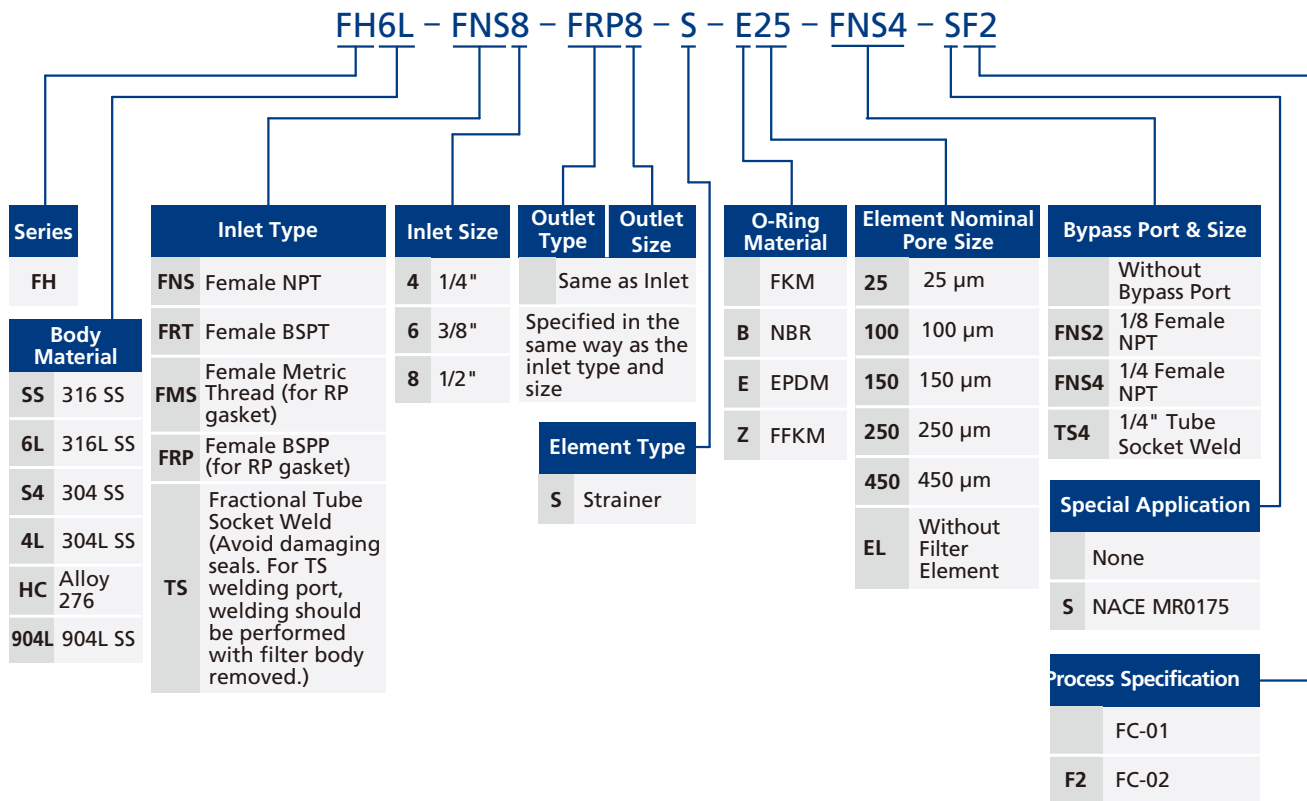 FH6L – FNS8 – FRP8 – S – E25 – FNS4 – SF2
Series
FH
Body
Material
SS 316 SS
6L 316L SS
S4 304 SS
4L 304L SS
HC Alloy
276
904L 904L SS
Inlet Type
FNS Female NPT
FRT Female BSPT
FMS Female Metric
Thread (for RP
gasket)
FRP Female BSPP
(for RP gasket)
TS Fractional Tube
Socket Weld
(Avoid damaging
seals. For TS
welding port,
welding should
be performed
with filter body
removed.)
Inlet Size
4 1/4"
6 3/8"
8 1/2"
Outlet
Type
Outlet
Size
Same as Inlet
Specified in the
same way as the
inlet type and
size
Element Type
S Strainer
O-Ring
Material
FKM
B NBR
E EPDM
Z FFKM
Element Nominal
Pore Size
25 25 μm
100 100 μm
150 150 μm
250 250 μm
450 450 μm
EL Without
Filter
Element
Bypass Port & Size
Without
Bypass Port
FNS2 1/8 Female
NPT
FNS4 1/4 Female
NPT
TS4 1/4" Tube
Socket Weld
Special Application
None
S NACE MR0175
Process Specification
FC-01
F2 FC-02